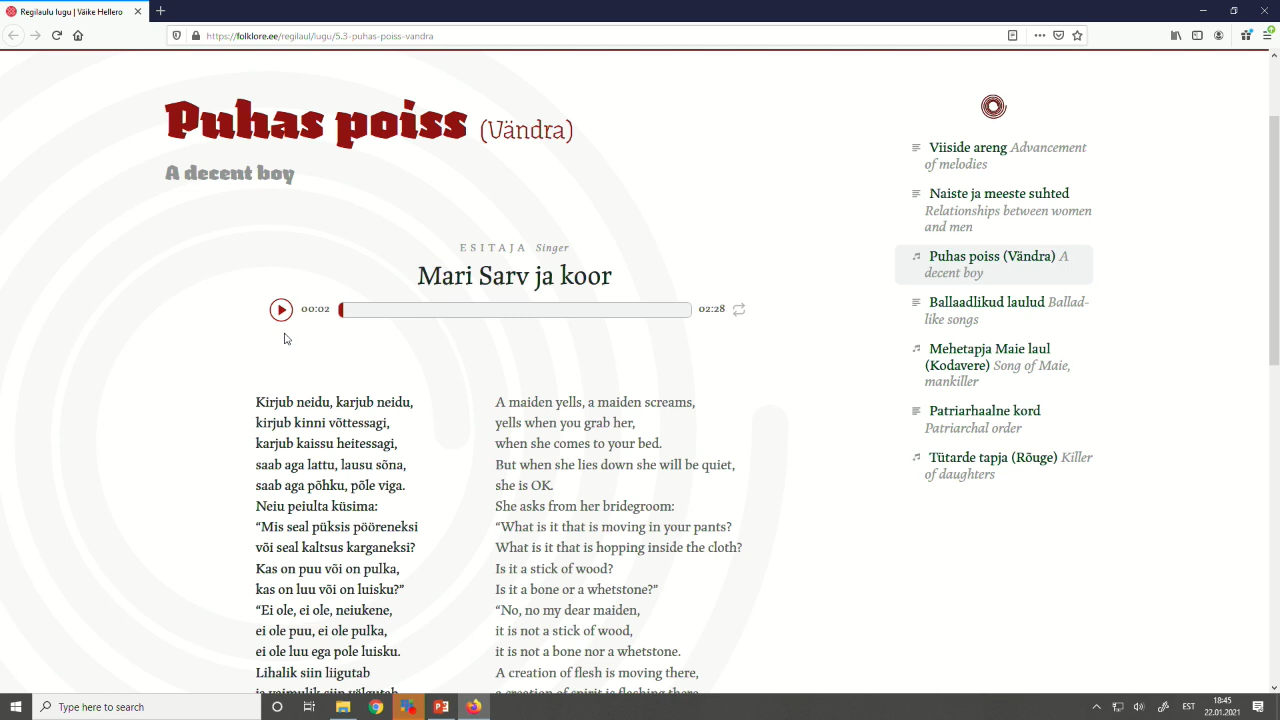 Regilaulu lugu | Väike Hellero
https://folklore.ee/regilaul/lugu/5.3-puhas-poiss-vandra
Puhas poiss (Vändra)
A decent boy
ESITAJA Singer
Mari Sarv ja koor
00:02
02:28
Kirjub neidu, karjub neidu,
kirjub kinni võttessagi,
karjub kaissu heitessagi,
saab aga lattu, lausu sõna,
saab aga põhku, põle viga.
Neiu peiulta küsima:
“Mis seal püksis pööreneksi
või seal kaltsus karganeksi?
Kas on puu või on pulka,
kas on luu või on luisku?”
“Ei ole, ei ole, neiukene,
ei ole puu, ei ole pulka,
ei ole luu ega pole luisku.
Lihalik siin liigutab
ja vaimulik siin välgutab
A maiden yells, a maiden screams,
yells when you grab her,
when she comes to your bed.
But when she lies down she will be quiet,
she is OK.
She asks from her bridegroom:
“What is it that is moving in your pants?
What is it that is hopping inside the cloth?
Is it a stick of wood?
Is it a bone or a whetstone?”
“No, no my dear maiden,
it is not a stick of wood,
it is not a bone nor a whetstone.
A creation of flesh is moving there,
a creation of spirit is flashing there
Viiside areng Advancement
of melodies
Naiste ja meeste suhted
Relationships between women
and men
Puhas poiss (Vändra) A
decent boy
Ballaadlikud laulud Ballad-
like songs
Mehetapja Maie laul
(Kodavere) Song of Maie,
mankiller
Patriarhaalne kord
Patriarchal order
Tütarde tapja (Rõuge) Killer
of daughters
Type here to search
EST
18:45
22.01.2021